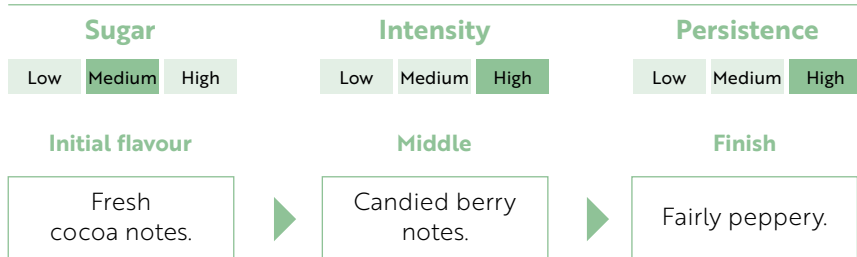 Sugar
Intensity
Persistence
Low Medium High
Low Medium High
Low Medium High
Initial flavour
Middle
Finish
Fresh
cocoa notes.
Candied berry
notes.
Fairly peppery.